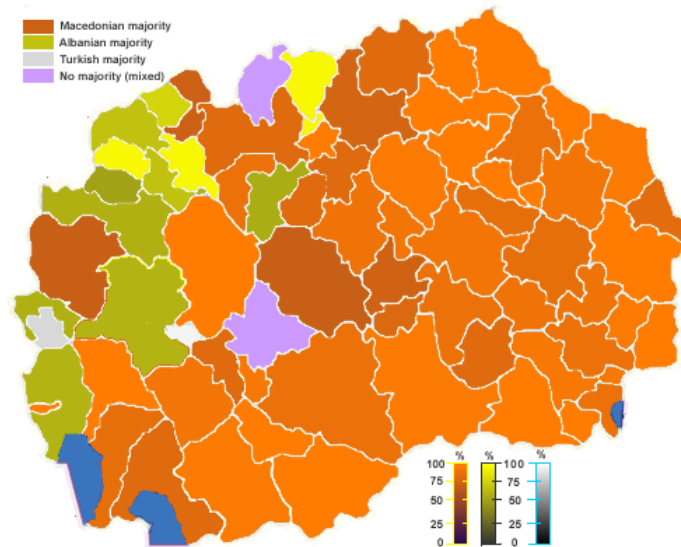 Macedonian majority
Albanian majority
Turkish majority
No majority (mixed)
% % %
100 100 100
75 75 75
50 50 50
25 25 25
0 0 0